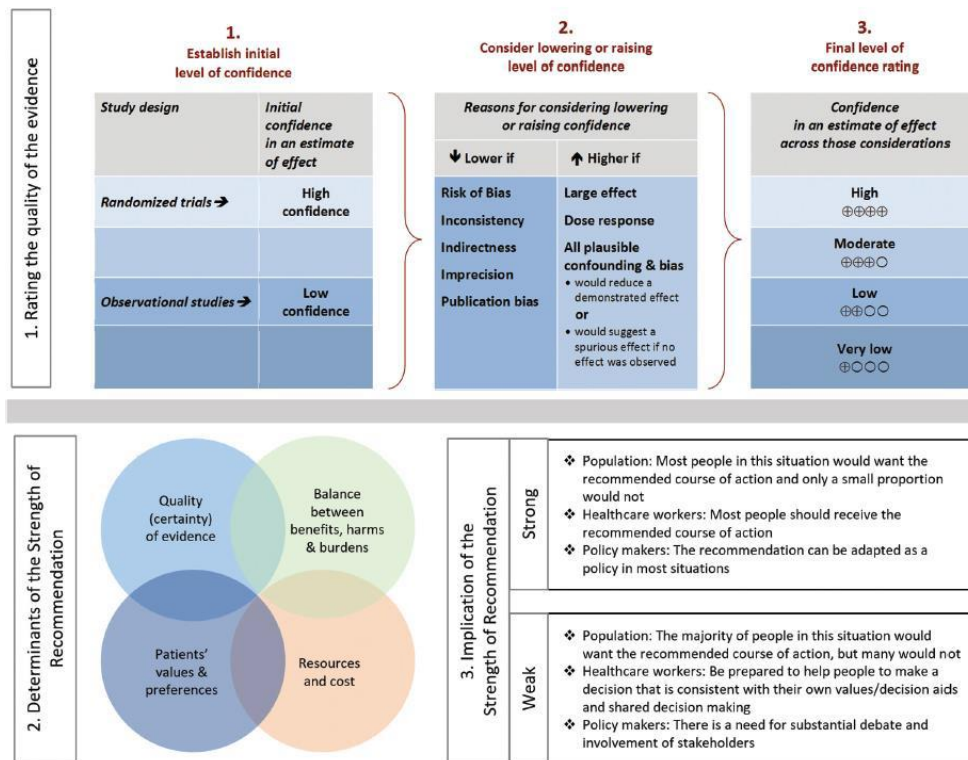 1. Rating the quality of the evidence
1.
Establish initial
level of confidence
Study design
Initial
confidence
in an estimate
of effect
Randomized trials ➔
High
confidence
Observational studies ➔
Low
confidence
2.
Consider lowering or raising
level of confidence
Reasons for considering lowering
or raising confidence
🡇 Lower if
Risk of Bias
Inconsistency
Indirectness
Imprecision
Publication bias
🡅 Higher if
Large effect
Dose response
All plausible
confounding & bias
• would reduce a
demonstrated effect
or
• would suggest a
spurious effect if no
effect was observed
3.
Final level of
confidence rating
Confidence
in an estimate of effect
across those considerations
High
⊕⊕⊕⊕
Moderate
⊕⊕⊕○
Low
⊕⊕○○
Very low
⊕○○○
2. Determinants of the Strength of
Recommendation
Quality
(certainty)
of evidence
Balance
between
benefits, harms
& burdens
Patients'
values &
preferences
Resources
and cost
3. Implication of the
Strength of Recommendation
Strong
❖ Population: Most people in this situation would want the
recommended course of action and only a small proportion
would not
❖ Healthcare workers: Most people should receive the
recommended course of action
❖ Policy makers: The recommendation can be adapted as a
policy in most situations
Weak
❖ Population: The majority of people in this situation would
want the recommended course of action, but many would not
❖ Healthcare workers: Be prepared to help people to make a
decision that is consistent with their own values/decision aids
and shared decision making
❖ Policy makers: There is a need for substantial debate and
involvement of stakeholders